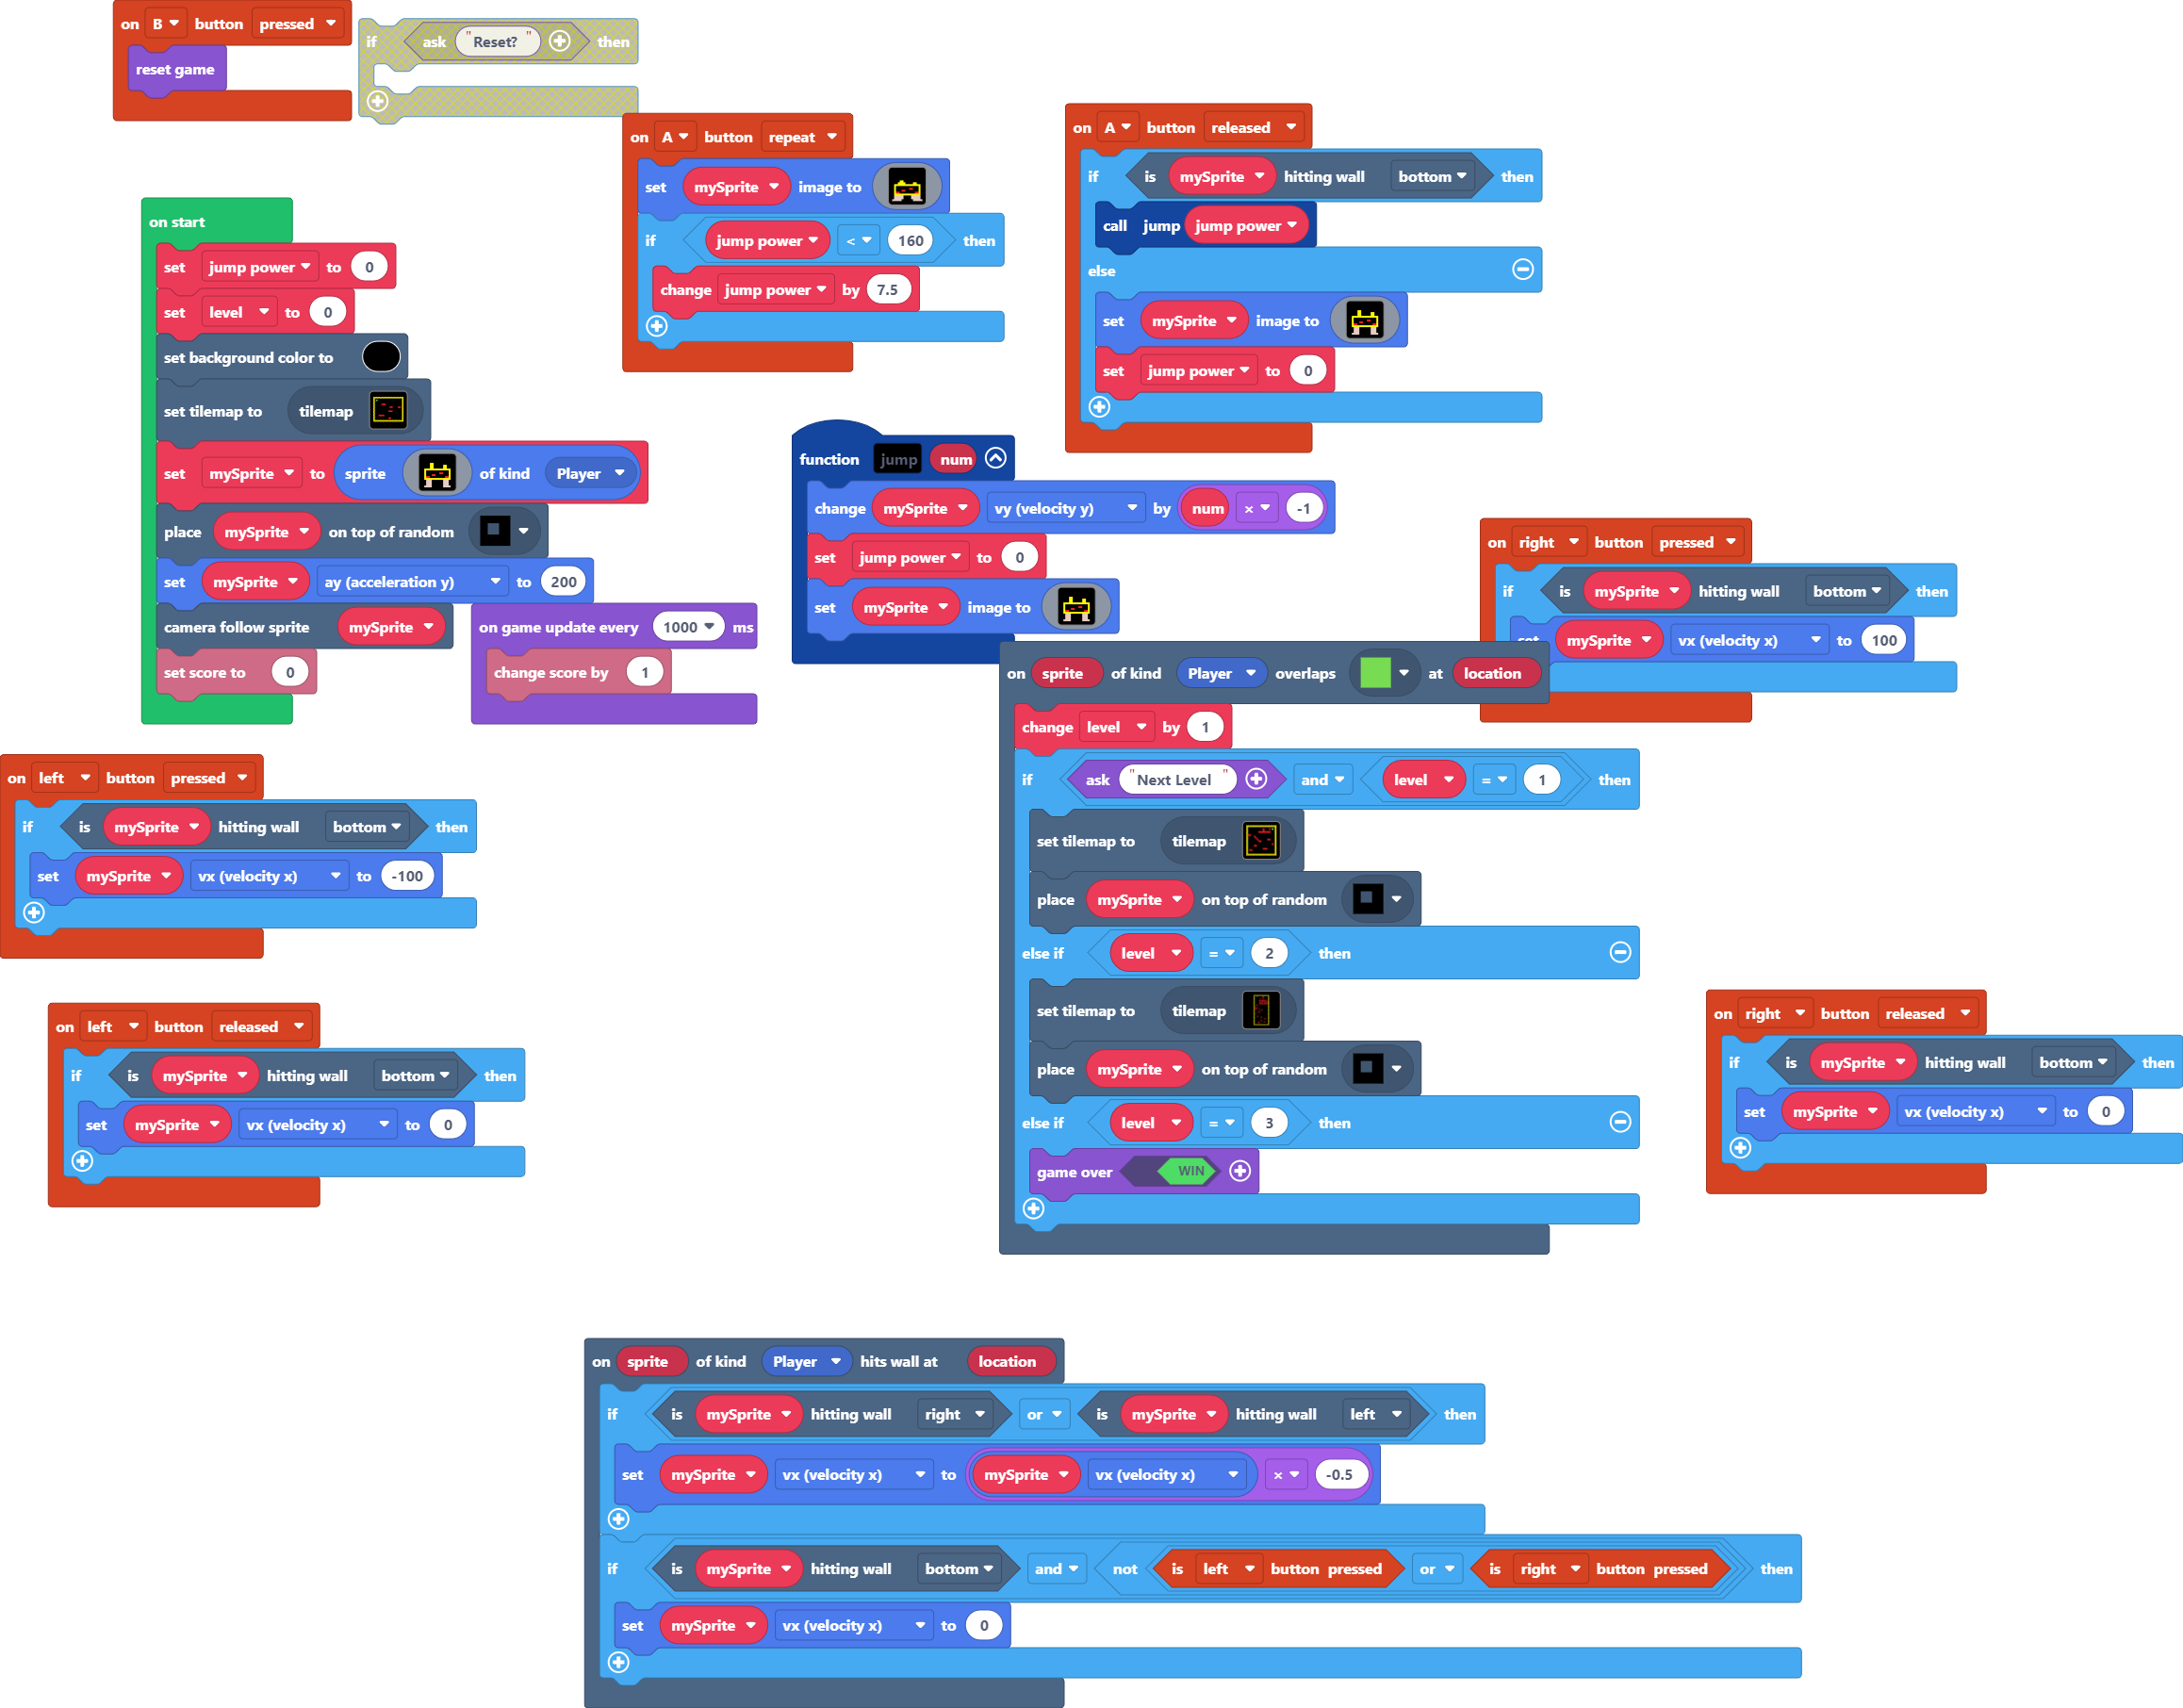 on B button pressed
reset game
if ask "Reset?" then
on A button repeat
set mySprite image to
if jump power < 160 then
change jump power by 7.5
on A button released
if is mySprite hitting wall bottom then
call jump jump power
else
set mySprite image to
set jump power to 0
on start
set jump power to 0
set level to 0
set background color to
set tilemap to tilemap
set mySprite to sprite of kind Player
place mySprite on top of random
set mySprite ay (acceleration y) to 200
camera follow sprite mySprite
set score to 0
on game update every 1000 ms
change score by 1
function jump num
change mySprite vy (velocity y) by num × -1
set jump power to 0
set mySprite image to
on right button pressed
if is mySprite hitting wall bottom then
set mySprite vx (velocity x) to 100
on sprite of kind Player overlaps at location
change level by 1
if ask "Next Level " and level = 1 then
set tilemap to tilemap
place mySprite on top of random
else if level = 2 then
set tilemap to tilemap
place mySprite on top of random
else if level = 3 then
game over WIN
on left button pressed
if is mySprite hitting wall bottom then
set mySprite vx (velocity x) to -100
on left button released
if is mySprite hitting wall bottom then
set mySprite vx (velocity x) to 0
on right button released
if is mySprite hitting wall bottom then
set mySprite vx (velocity x) to 0
on sprite of kind Player hits wall at location
if is mySprite hitting wall right or is mySprite hitting wall left then
set mySprite vx (velocity x) to mySprite vx (velocity x) × -0.5
if is mySprite hitting wall bottom and not is left button pressed or is right button pressed then
set mySprite vx (velocity x) to 0